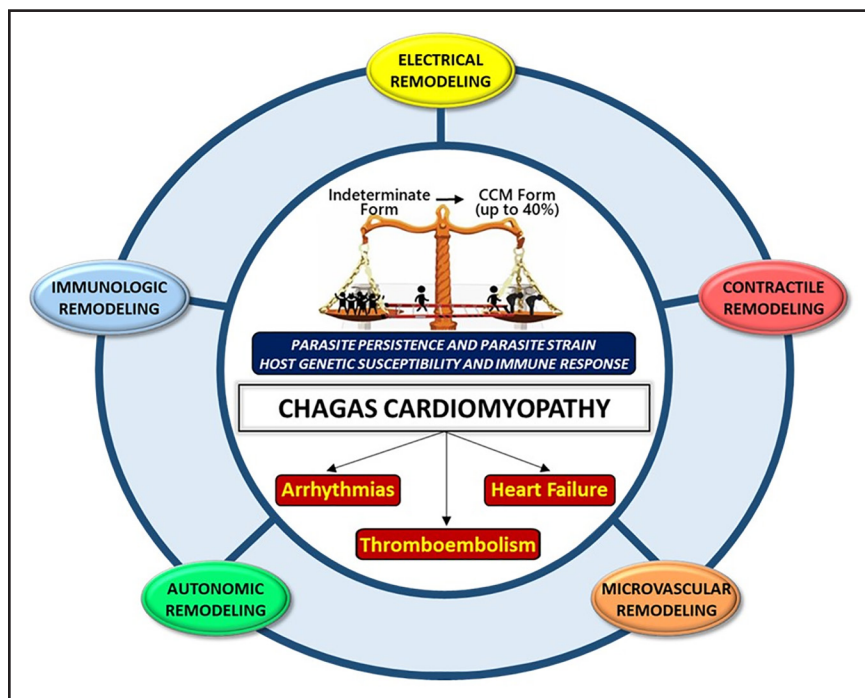 ELECTRICAL
REMODELING
Indeterminate
Form
CCM Form
(up to 40%)
IMMUNOLOGIC
REMODELING
CONTRACTILE
REMODELING
PARASITE PERSISTENCE AND PARASITE STRAIN
HOST GENETIC SUSCEPTIBILITY AND IMMUNE RESPONSE
CHAGAS CARDIOMYOPATHY
Arrhythmias
Heart Failure
Thromboembolism
AUTONOMIC
REMODELING
MICROVASCULAR
REMODELING